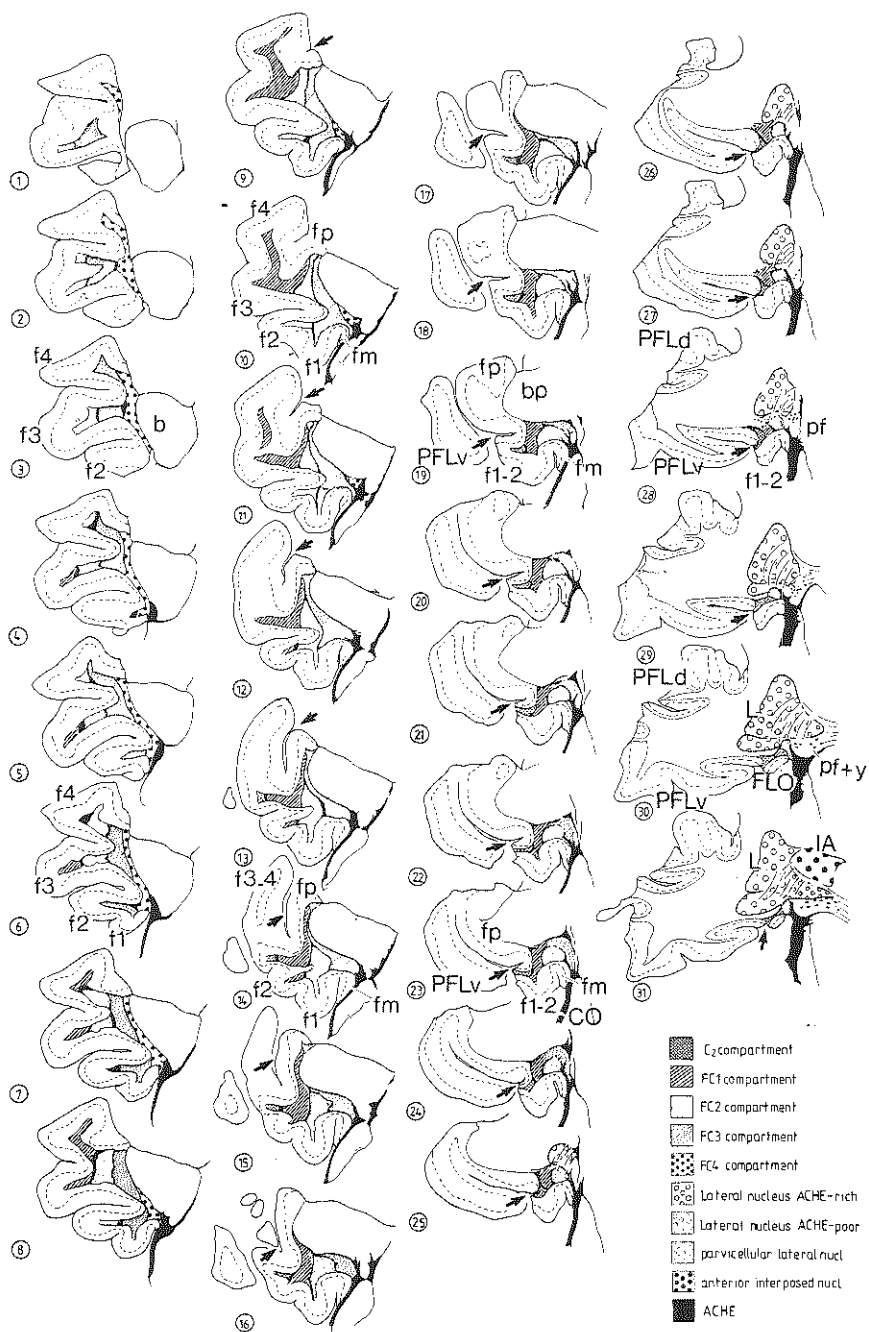 1
2
f4
f3
b
f2
3
4
5
f4
f3
f2
f1
6
7
8
9
f4
fp
f3
f2
f1
fm
10
11
12
13
f3-4
fp
f2
f1
fm
14
15
16
17
18
fp
bp
PFLv
f1-2
fm
19
20
21
22
fp
PFLv
f1-2
fm
CO
23
24
25
26
27
PFLd
pf
PFLv
f1-2
28
29
PFLd
L
FLO
pf+y
PFLv
30
L
IA
31
C2 compartment
FC1 compartment
FC2 compartment
FC3 compartment
FC4 compartment
Lateral nucleus ACHE-rich
Lateral nucleus ACHE-poor
parvicellular lateral nucl
anterior interposed nucl
ACHE